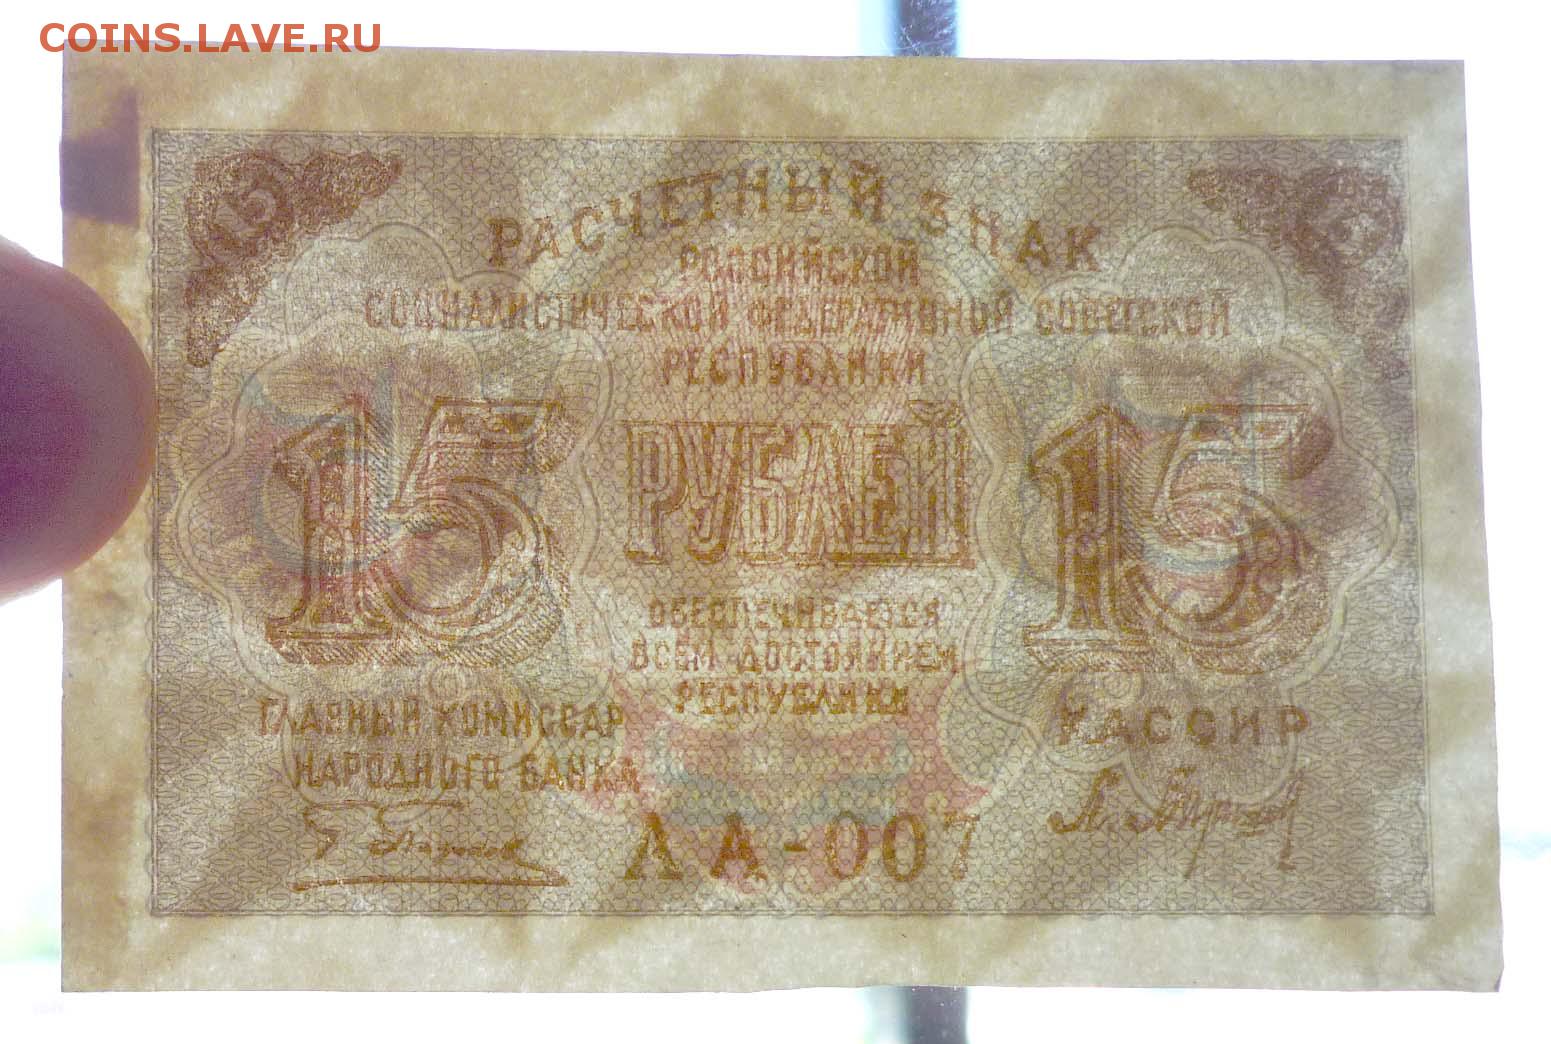 COINS.LAVE.RU
15
РАСЧЕТНЫЙ ЗНАК
РОССИЙСКОЙ
СОЦИАЛИСТИЧЕСКОЙ ФЕДЕРАТИВНОЙ СОВЕТСКОЙ
РЕСПУБЛИКИ
15 РУБЛЕЙ 15
ОБЕСПЕЧИВАЕТСЯ
ВСЕМ ДОСТОЯНИЕМ
РЕСПУБЛИКИ
ГЛАВНЫЙ КОМИССАР
НАРОДНОГО БАНКА
КАССИР
АА-007